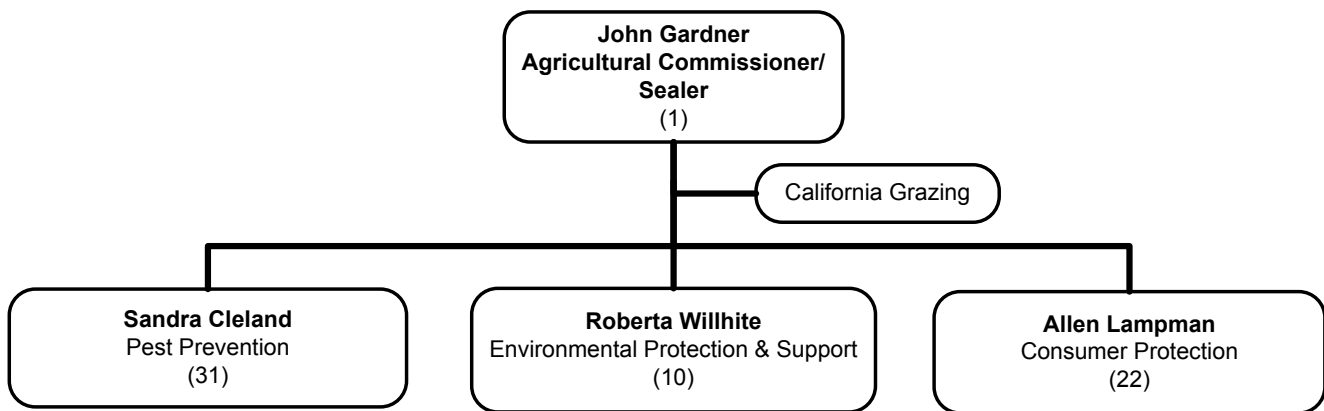 John Gardner
Agricultural Commissioner/
Sealer
(1)
California Grazing
Sandra Cleland
Pest Prevention
(31)
Roberta Willhite
Environmental Protection & Support
(10)
Allen Lampman
Consumer Protection
(22)